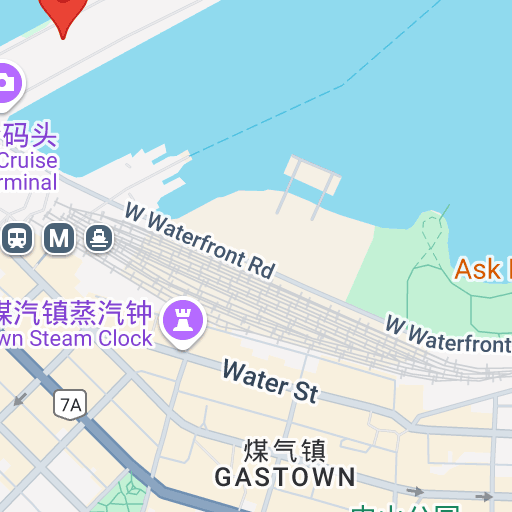 码头
Cruise
rminal
W Waterfront Rd
M
Ask
煤汽镇蒸汽钟
wn Steam Clock
W Waterfront
Water St
7A
煤气镇
GASTOWN